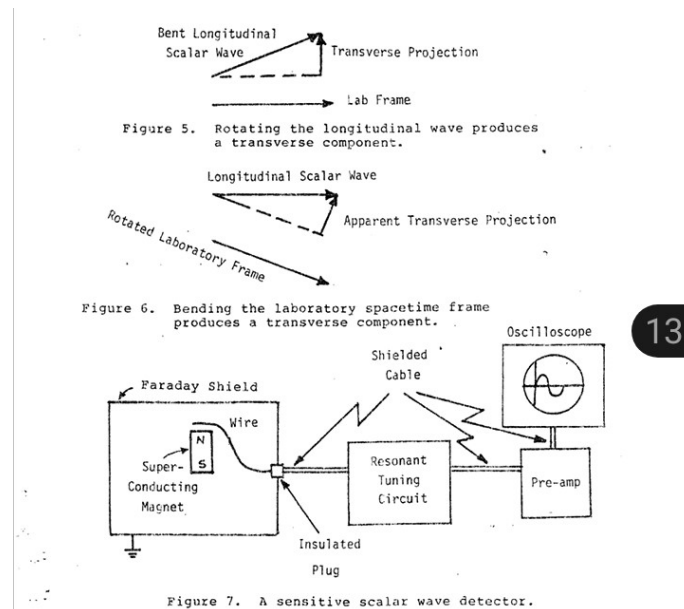 Bent Longitudinal
Scalar Wave
Transverse Projection
Lab Frame
Figure 5. Rotating the longitudinal wave produces
a transverse component.
Longitudinal Scalar Wave
Apparent Transverse Projection
Rotated Laboratory Frame
Figure 6. Bending the laboratory spacetime frame
produces a transverse component.
13
Oscilloscope
Shielded
Cable
Faraday Shield
Wire
N
S
Super-
Conducting
Magnet
Resonant
Tuning
Circuit
Pre-amp
Insulated
Plug
Figure 7. A sensitive scalar wave detector.